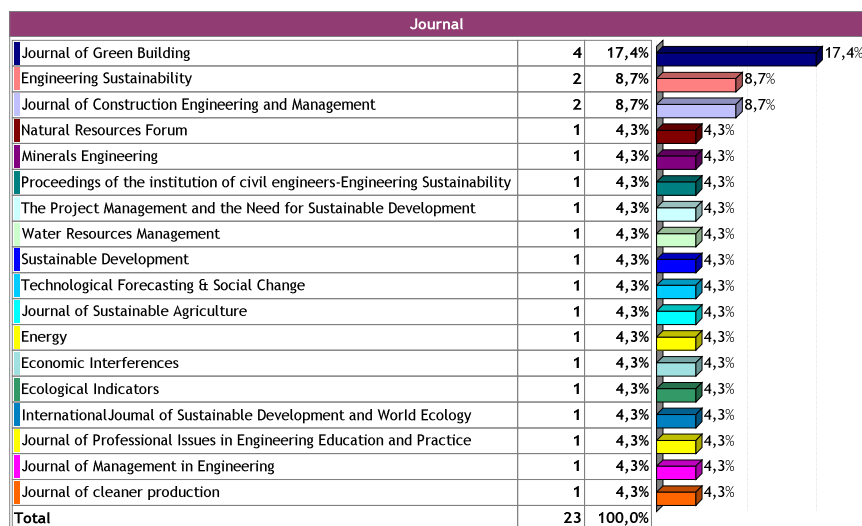 Journal
Journal of Green Building 4 17,4% 17,4%
Engineering Sustainability 2 8,7% 8,7%
Journal of Construction Engineering and Management 2 8,7% 8,7%
Natural Resources Forum 1 4,3% 4,3%
Minerals Engineering 1 4,3% 4,3%
Proceedings of the institution of civil engineers-Engineering Sustainability 1 4,3% 4,3%
The Project Management and the Need for Sustainable Development 1 4,3% 4,3%
Water Resources Management 1 4,3% 4,3%
Sustainable Development 1 4,3% 4,3%
Technological Forecasting & Social Change 1 4,3% 4,3%
Journal of Sustainable Agriculture 1 4,3% 4,3%
Energy 1 4,3% 4,3%
Economic Interferences 1 4,3% 4,3%
Ecological Indicators 1 4,3% 4,3%
InternationalJoumal of Sustainable Development and World Ecology 1 4,3% 4,3%
Journal of Professional Issues in Engineering Education and Practice 1 4,3% 4,3%
Journal of Management in Engineering 1 4,3% 4,3%
Journal of cleaner production 1 4,3% 4,3%
Total 23 100,0%